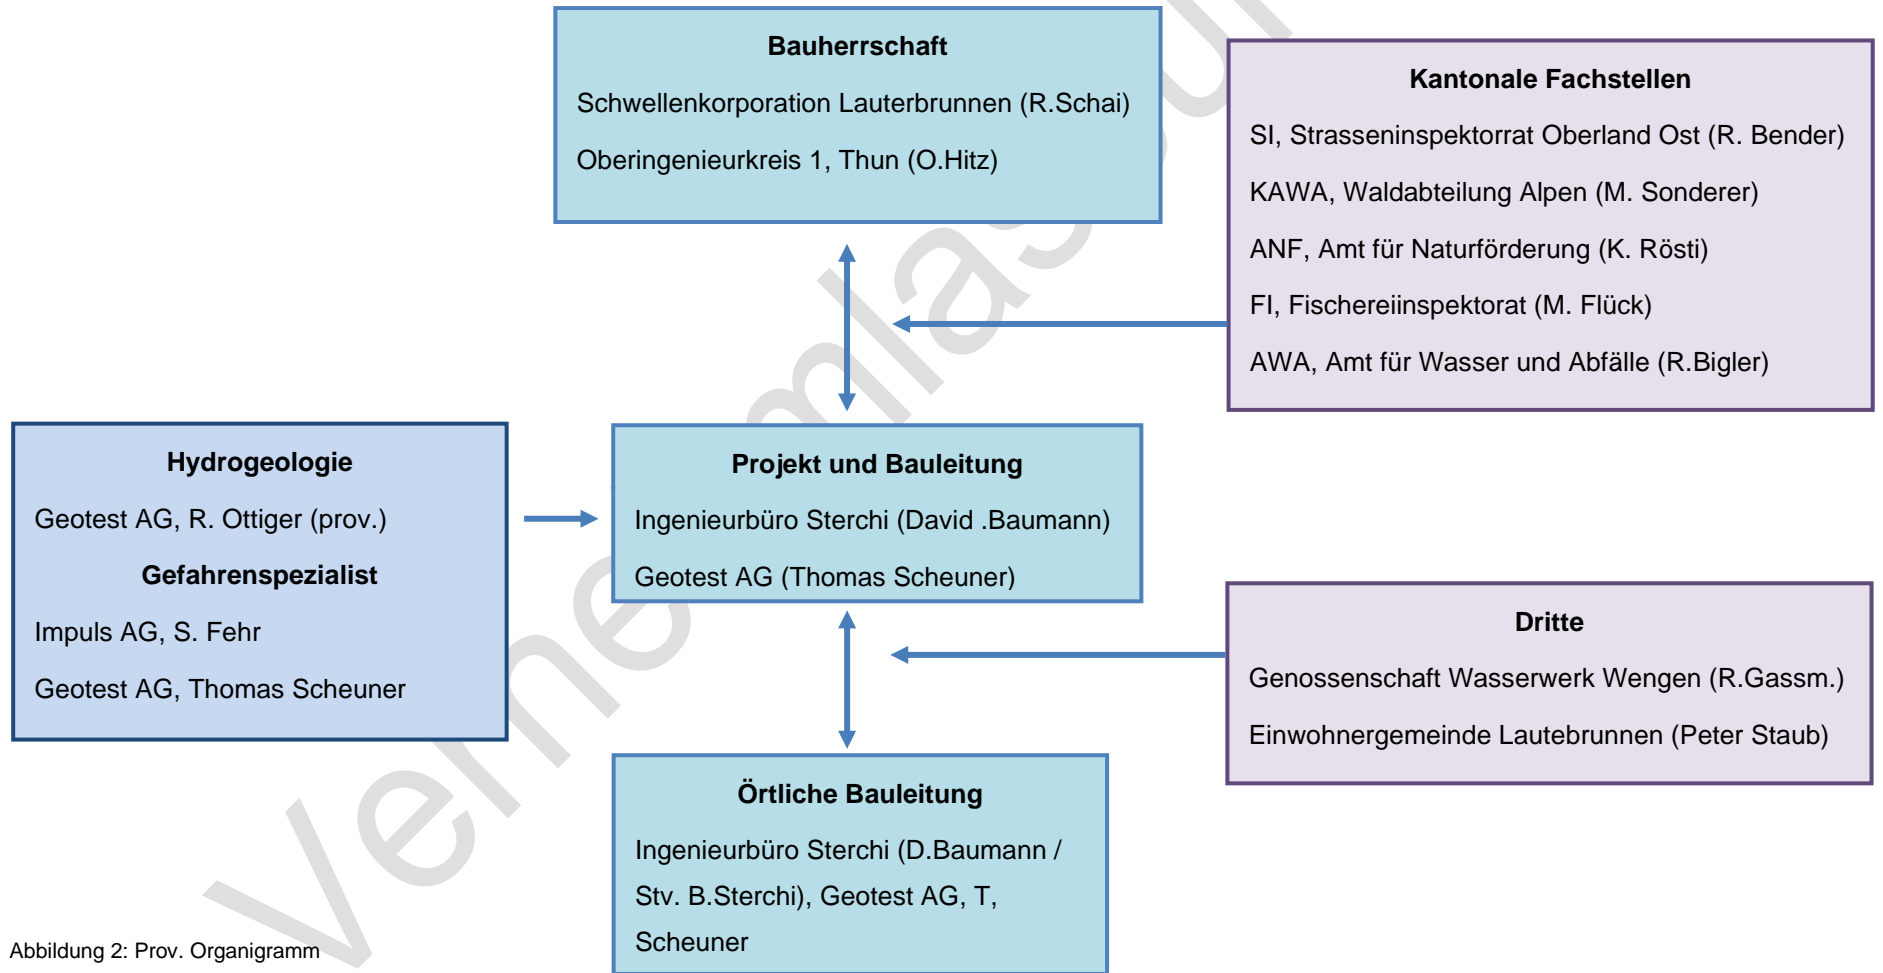 Bauherrschaft
Schwellenkorporation Lauterbrunnen (R.Schai)
Oberingenieurkreis 1, Thun (O.Hitz)
Kantonale Fachstellen
SI, Strasseninspektorrat Oberland Ost (R. Bender)
KAWA, Waldabteilung Alpen (M. Sonderer)
ANF, Amt für Naturförderung (K. Rösti)
FI, Fischereiinspektorat (M. Flück)
AWA, Amt für Wasser und Abfälle (R.Bigler)
Hydrogeologie
Geotest AG, R. Ottiger (prov.)
Gefahrenspezialist
Impuls AG, S. Fehr
Geotest AG, Thomas Scheuner
Projekt und Bauleitung
Ingenieurbüro Sterchi (David .Baumann)
Geotest AG (Thomas Scheuner)
Dritte
Genossenschaft Wasserwerk Wengen (R.Gassm.)
Einwohnergemeinde Lautebrunnen (Peter Staub)
Örtliche Bauleitung
Ingenieurbüro Sterchi (D.Baumann /
Stv. B.Sterchi), Geotest AG, T,
Scheuner
Abbildung 2: Prov. Organigramm